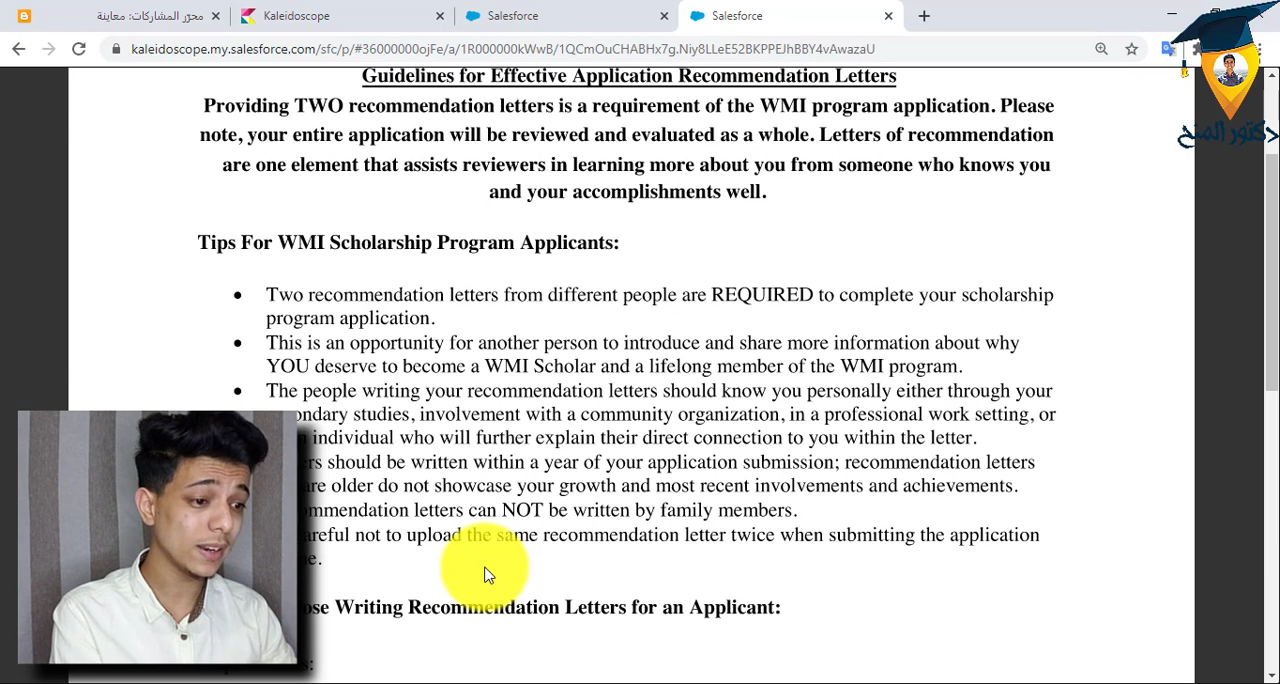 محرّر المشاركات: معاينة
Kaleidoscope
Salesforce
Salesforce
kaleidoscope.my.salesforce.com/sfc/p/#36000000ojFe/a/1R000000kWwB/1QCmOuCHABHx7g.Niy8LLeE52BKPPEJhBBY4vAwazaU
دكتور المنح
Guidelines for Effective Application Recommendation Letters
Providing TWO recommendation letters is a requirement of the WMI program application. Please
note, your entire application will be reviewed and evaluated as a whole. Letters of recommendation
are one element that assists reviewers in learning more about you from someone who knows you
and your accomplishments well.
Tips For WMI Scholarship Program Applicants:
Two recommendation letters from different people are REQUIRED to complete your scholarship
program application.
This is an opportunity for another person to introduce and share more information about why
YOU deserve to become a WMI Scholar and a lifelong member of the WMI program.
The people writing your recommendation letters should know you personally either through your
studies, involvement with a community organization, in a professional work setting, or
individual who will further explain their direct connection to you within the letter.
should be written within a year of your application submission; recommendation letters
are older do not showcase your growth and most recent involvements and achievements.
letters can NOT be written by family members.
not to upload the same recommendation letter twice when submitting the application
Writing Recommendation Letters for an Applicant: